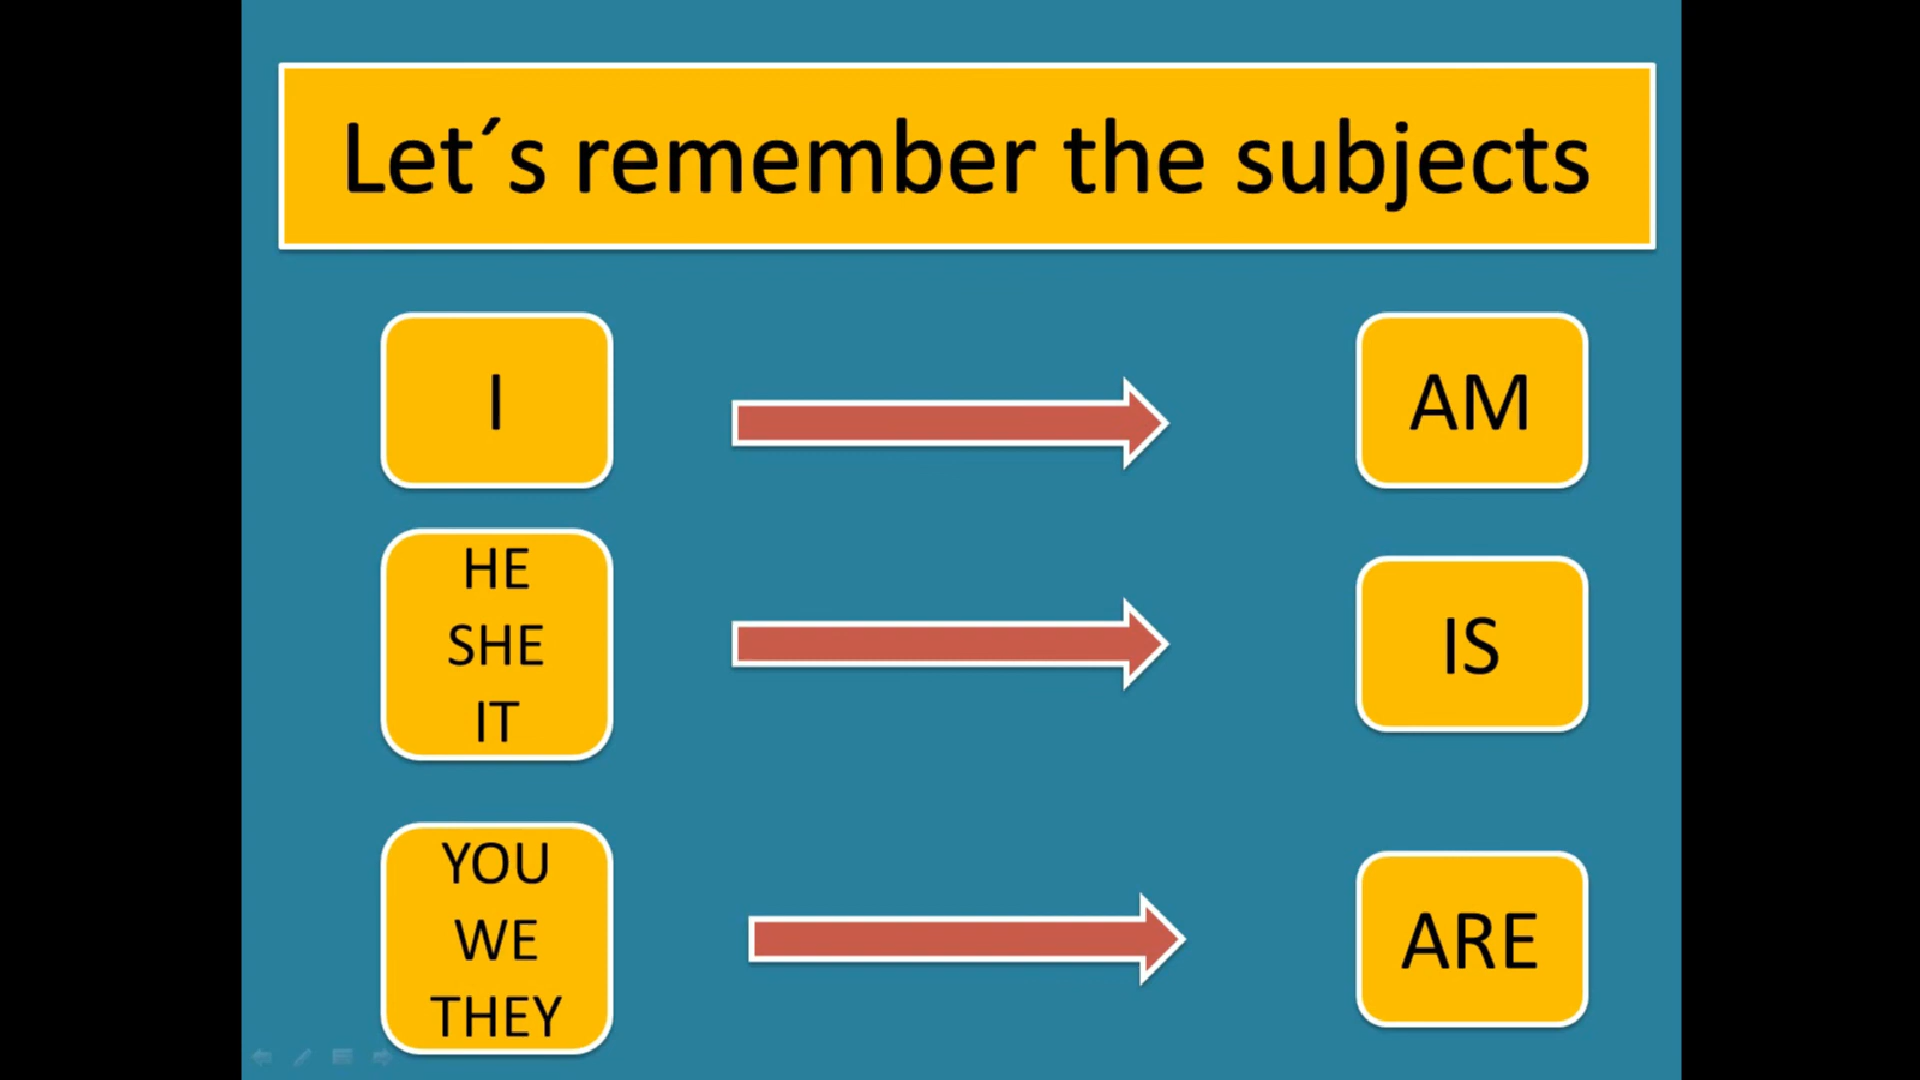 Let´s remember the subjects
I
AM
HE
SHE
IT
IS
YOU
WE
THEY
ARE